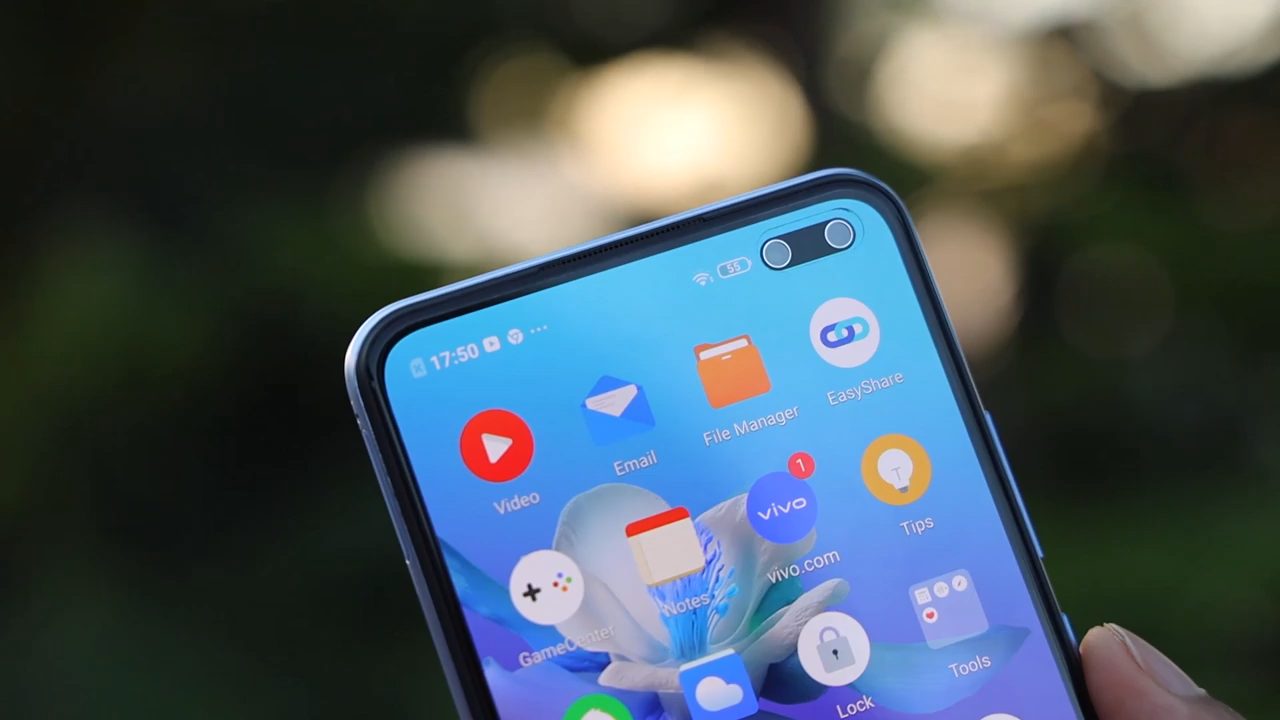 17:50
55
Video
Email
File Manager
EasyShare
GameCenter
Notes
vivo
1
vivo.com
T
Tips
Lock
Tools